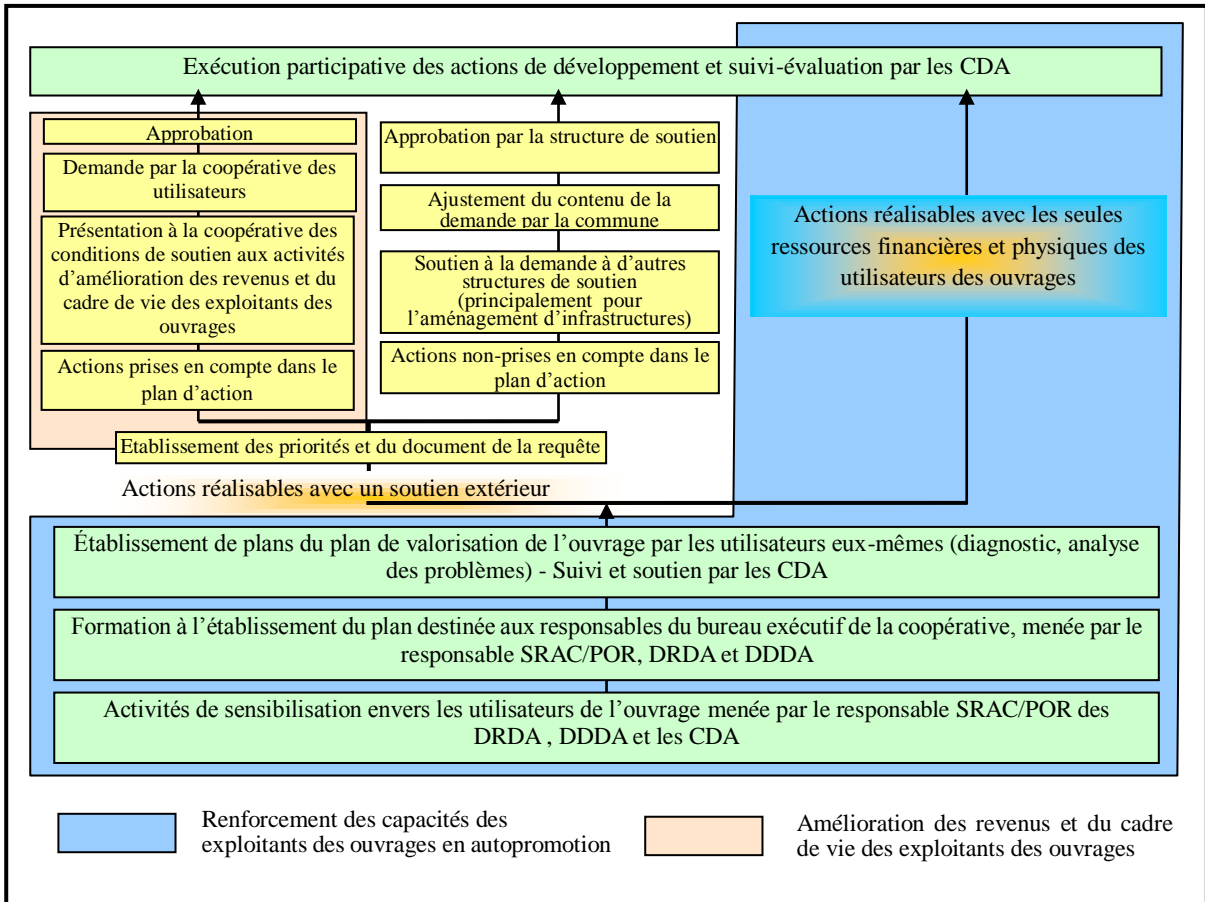 Exécution participative des actions de développement et suivi-évaluation par les CDA
Approbation
Demande par la coopérative des
utilisateurs
Présentation à la coopérative des
conditions de soutien aux activités
d’amélioration des revenus et du
cadre de vie des exploitants des
ouvrages
Actions prises en compte dans le
plan d’action
Approbation par la structure de soutien
Ajustement du contenu de la
demande par la commune
Soutien à la demande à d’autres
structures de soutien
(principalement pour
l’aménagement d’infrastructures)
Actions non-prises en compte dans le
plan d’action
Actions réalisables avec les seules
ressources financières et physiques des
utilisateurs des ouvrages
Etablissement des priorités et du document de la requête
Actions réalisables avec un soutien extérieur
Établissement de plans du plan de valorisation de l’ouvrage par les utilisateurs eux-mêmes (diagnostic, analyse
des problèmes) - Suivi et soutien par les CDA
Formation à l’établissement du plan destinée aux responsables du bureau exécutif de la coopérative, menée par le
responsable SRAC/POR, DRDA et DDDA
Activités de sensibilisation envers les utilisateurs de l’ouvrage menée par le responsable SRAC/POR des
DRDA , DDDA et les CDA
Renforcement des capacités des
exploitants des ouvrages en autopromotion
Amélioration des revenus et du cadre
de vie des exploitants des ouvrages